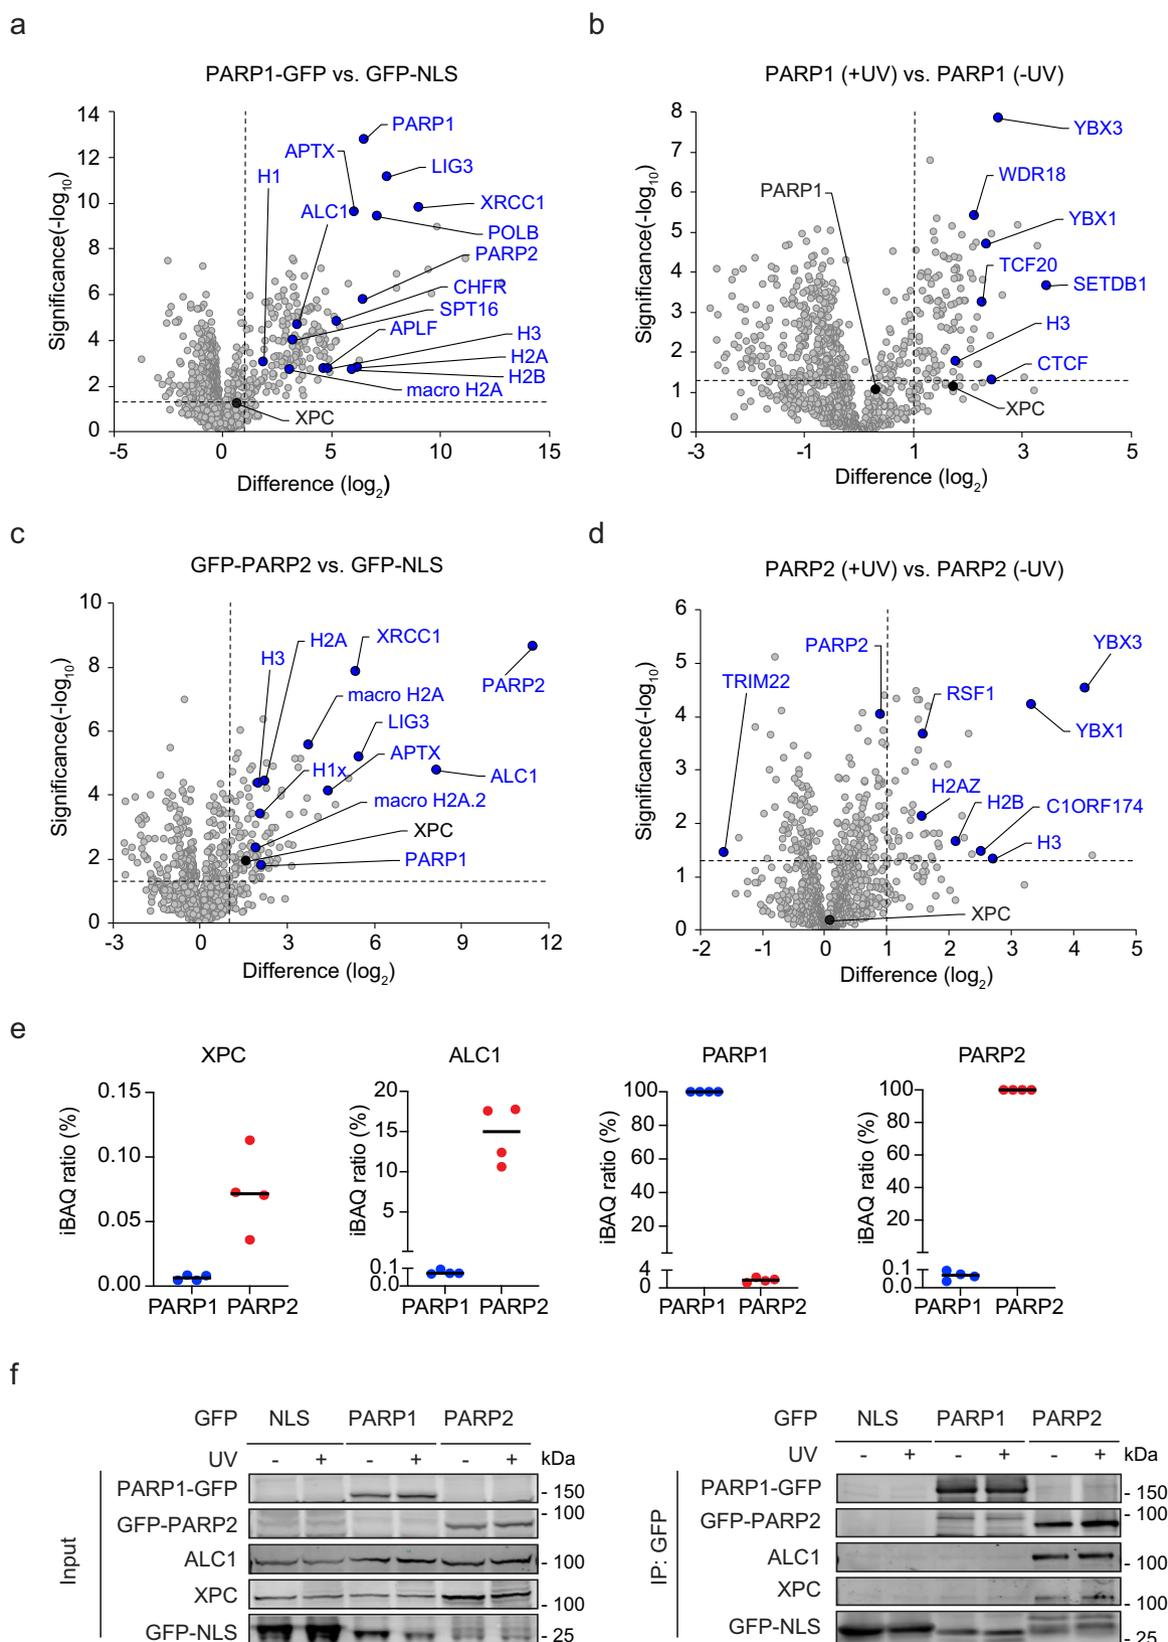 a
PARP1-GFP vs. GFP-NLS
14
12
10
8
6
4
2
0
Significance(-log10)
PARP1
APTX
LIG3
H1
XRCC1
ALC1
POLB
PARP2
CHFR
SPT16
APLF
H3
H2A
H2B
macro H2A
XPC
-5
0
5
10
15
Difference (log2)
b
PARP1 (+UV) vs. PARP1 (-UV)
8
7
6
5
4
3
2
1
0
Significance(-log10)
YBX3
WDR18
PARP1
YBX1
TCF20
SETDB1
H3
CTCF
XPC
-3
-1
1
3
5
Difference (log2)
c
GFP-PARP2 vs. GFP-NLS
10
8
6
4
2
0
Significance(-log10)
H2A
XRCC1
H3
PARP2
macro H2A
LIG3
APTX
H1x
ALC1
macro H2A.2
XPC
PARP1
-3
0
3
6
9
12
Difference (log2)
d
PARP2 (+UV) vs. PARP2 (-UV)
6
5
4
3
2
1
0
Significance(-log10)
PARP2
YBX3
TRIM22
RSF1
YBX1
H2AZ
H2B
C1ORF174
H3
XPC
-2
-1
0
1
2
3
4
5
Difference (log2)
e
XPC
0.15
0.10
0.05
0.00
iBAQ ratio (%)
PARP1 PARP2
ALC1
20
15
10
5
0.1
0.0
iBAQ ratio (%)
PARP1 PARP2
PARP1
100
80
60
40
20
4
0
iBAQ ratio (%)
PARP1 PARP2
PARP2
100
80
60
40
20
0.1
0.0
iBAQ ratio (%)
PARP1 PARP2
f
GFP NLS PARP1 PARP2
UV - + - + - + kDa
Input
PARP1-GFP - 150
- 100
GFP-PARP2
ALC1 - 100
XPC - 100
GFP-NLS - 25
GFP NLS PARP1 PARP2
UV - + - + - + kDa
IP: GFP
PARP1-GFP - 150
- 100
GFP-PARP2
ALC1 - 100
XPC - 100
GFP-NLS - 25